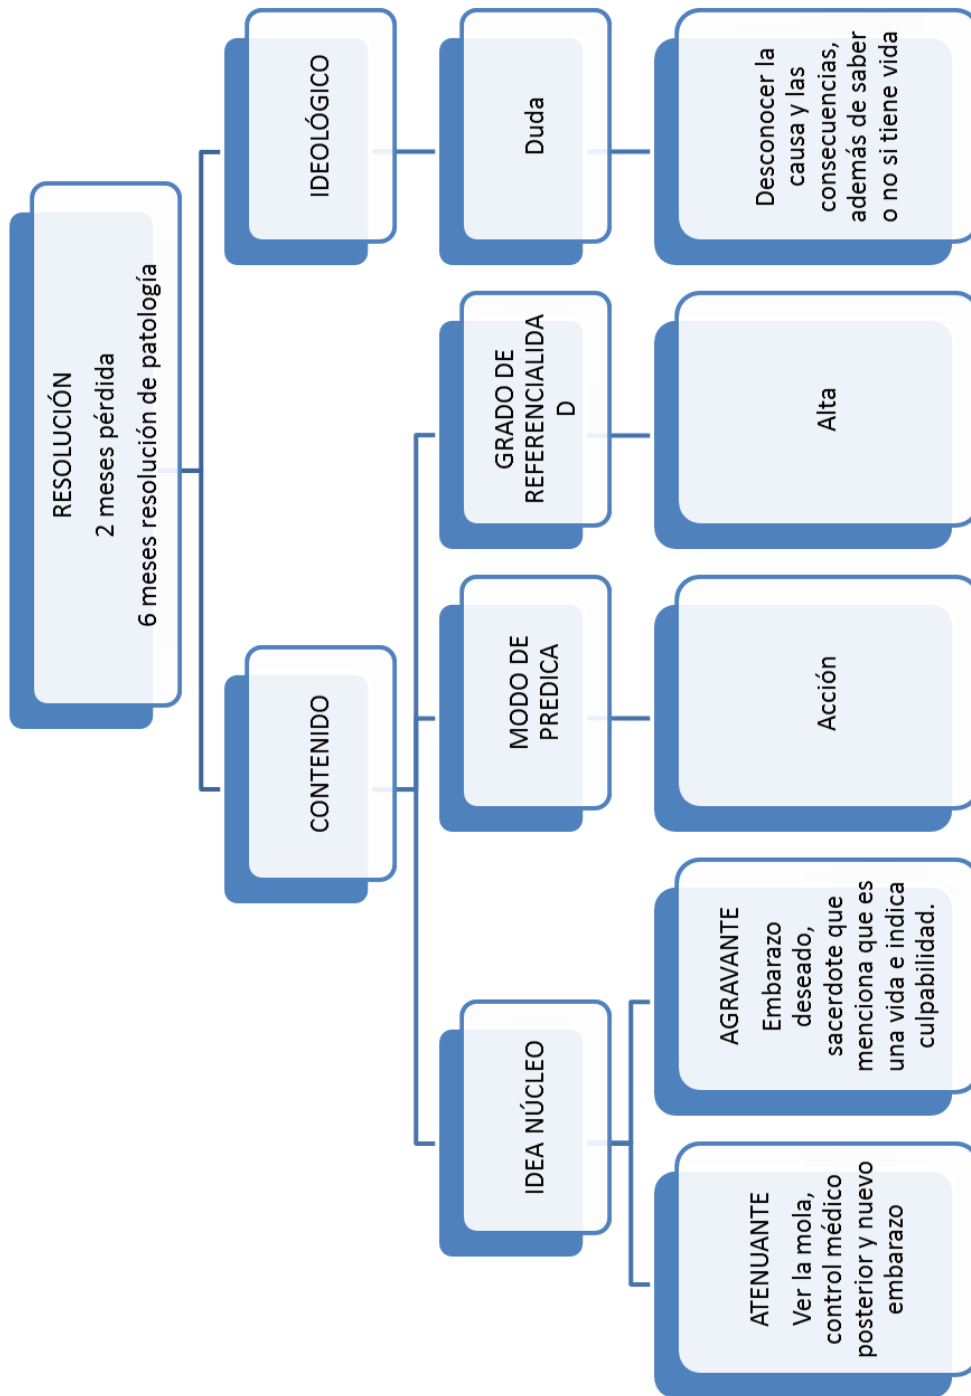 RESOLUCIÓN
2 meses pérdida
6 meses resolución de patología
CONTENIDO
IDEOLÓGICO
IDEA NÚCLEO
MODO DE
PREDICA
GRADO DE
REFERENCIALIDA
D
Duda
ATENUANTE
Ver la mola,
control médico
posterior y nuevo
embarazo
AGRAVANTE
Embarazo
deseado,
sacerdote que
menciona que es
una vida e indica
culpabilidad.
Acción
Alta
Desconocer la
causa y las
consecuencias,
además de saber
o no si tiene vida